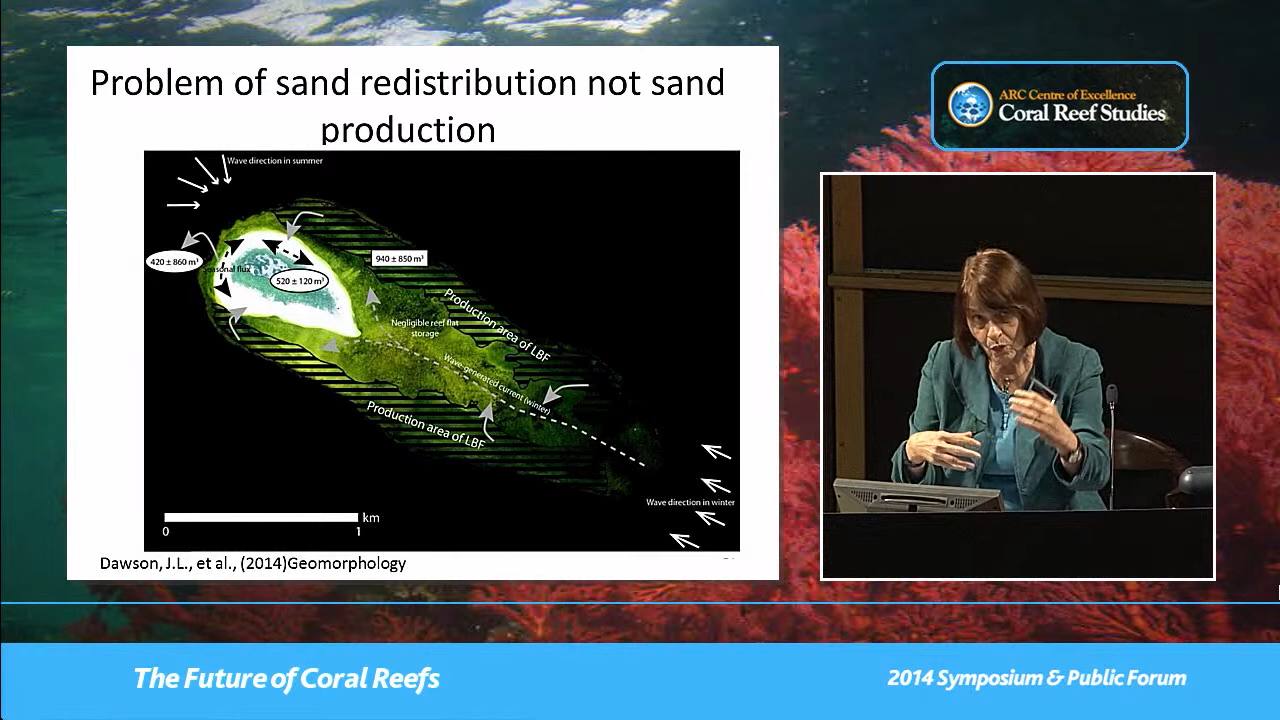 Problem of sand redistribution not sand
production
Wave direction in summer
420 ± 860 m³
Seasonal flux
520 ± 120 m³
940 ± 850 m³
Production area of LBF
Negligible reef flat
storage
Wave-generated current (winter)
Production area of LBF
Wave direction in winter
km
0 1
Dawson, J.L., et al., (2014)Geomorphology
ARC Centre of Excellence
Coral Reef Studies
The Future of Coral Reefs
2014 Symposium & Public Forum